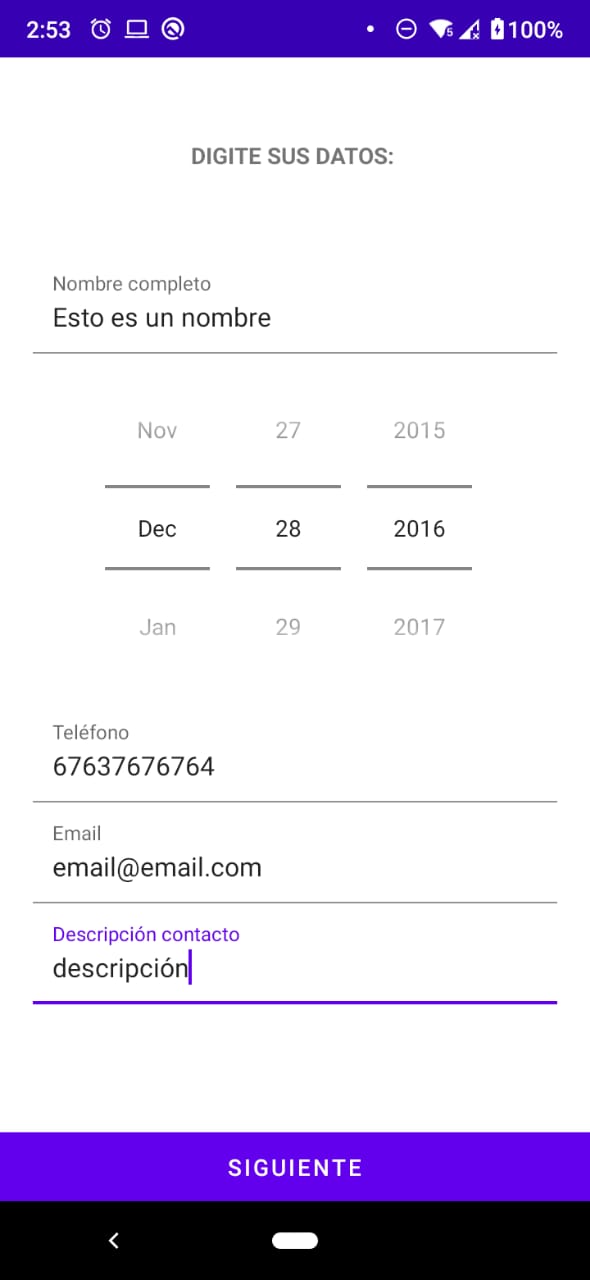 2:53 5 100%
DIGITE SUS DATOS:
Nombre completo
Esto es un nombre
Nov 27 2015
Dec 28 2016
Jan 29 2017
Teléfono
67637676764
Email
email@email.com
Descripción contacto
descripción
SIGUIENTE